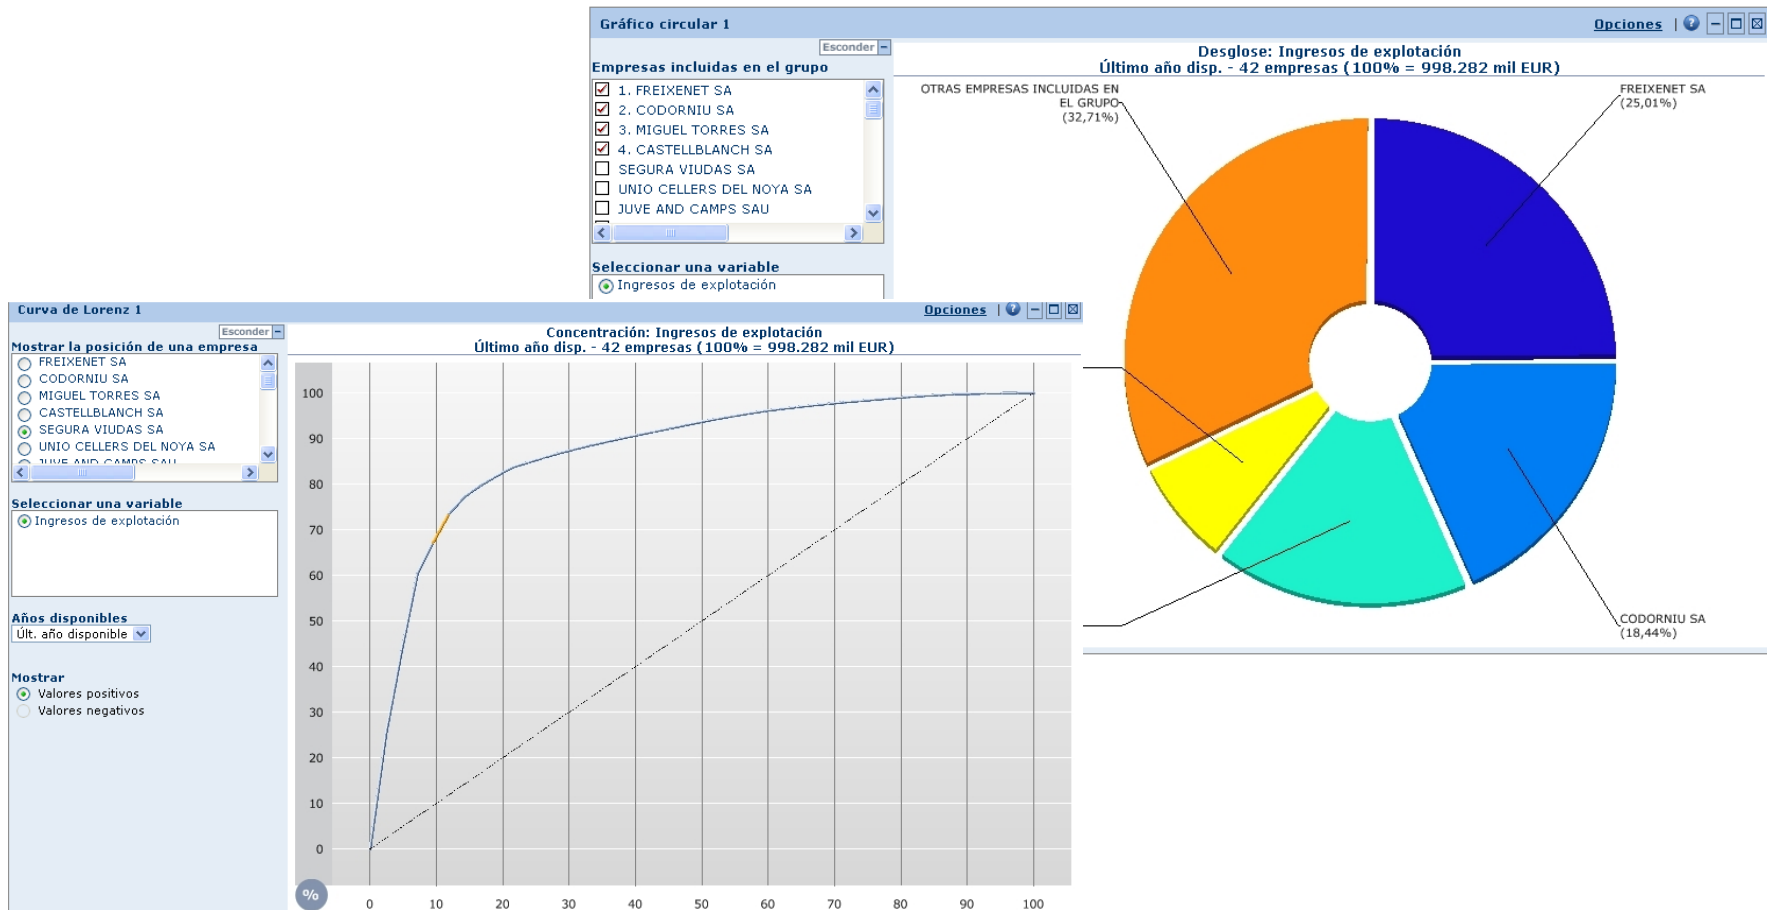 Gráfico circular 1
Opciones | ?
Esconder
Empresas incluidas en el grupo
1. FREIXENET SA
2. CODORNIU SA
3. MIGUEL TORRES SA
4. CASTELLBLANCH SA
SEGURA VIUDAS SA
UNIO CELLERS DEL NOYA SA
JUVE AND CAMPS SAU
Seleccionar una variable
Ingresos de explotación
Desglose: Ingresos de explotación
Último año disp. - 42 empresas (100% = 998.282 mil EUR)
OTRAS EMPRESAS INCLUIDAS EN
EL GRUPO
(32,71%)
FREIXENET SA
(25,01%)
CODORNIU SA
(18,44%)
Curva de Lorenz 1
Opciones | ?
Esconder
Mostrar la posición de una empresa
FREIXENET SA
CODORNIU SA
MIGUEL TORRES SA
CASTELLBLANCH SA
SEGURA VIUDAS SA
UNIO CELLERS DEL NOYA SA
JUVE AND CAMPS SAU
Seleccionar una variable
Ingresos de explotación
Años disponibles
Últ. año disponible
Mostrar
Valores positivos
Valores negativos
Concentración: Ingresos de explotación
Último año disp. - 42 empresas (100% = 998.282 mil EUR)
100
90
80
70
60
50
40
30
20
10
0
%
0 10 20 30 40 50 60 70 80 90 100